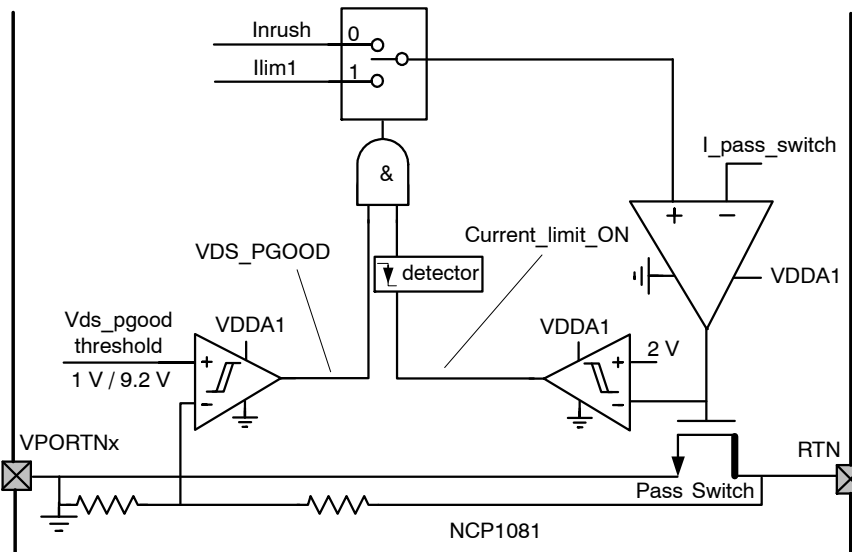 Inrush
0
Ilim1
1
I_pass_switch
&
+ −
Current_limit_ON
VDS_PGOOD
detector
VDDA1
Vds_pgood
threshold
VDDA1
VDDA1
+
2 V
+
1 V / 9.2 V
−
−
VPORTNx
RTN
Pass Switch
NCP1081